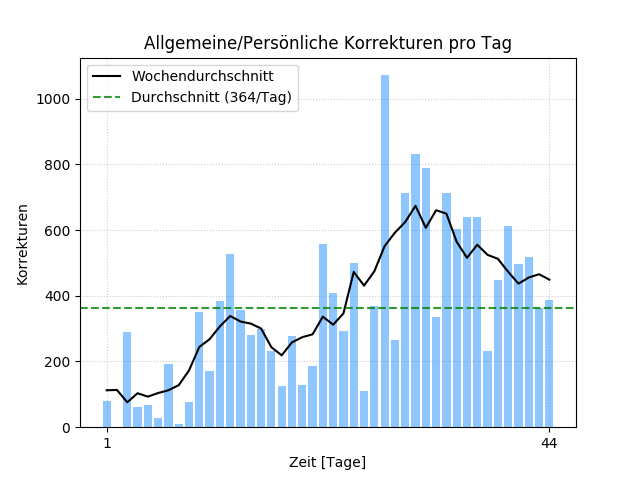 Allgemeine/Persönliche Korrekturen pro Tag
Wochendurchschnitt
Durchschnitt (364/Tag)
1000
800
600
400
200
0
Korrekturen
1
44
Zeit [Tage]